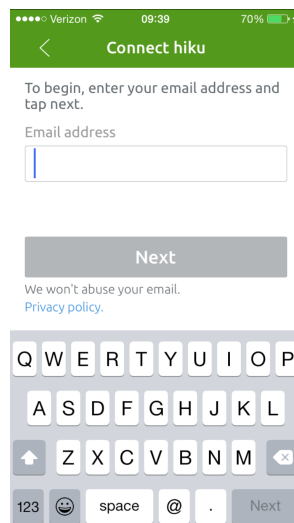 Verizon 09:39 70%
Connect hiku
To begin, enter your email address and
tap next.
Email address
Next
We won't abuse your email.
Privacy policy.
Q W E R T Y U I O P
A S D F G H J K L
Z X C V B N M
123 space @ . Next